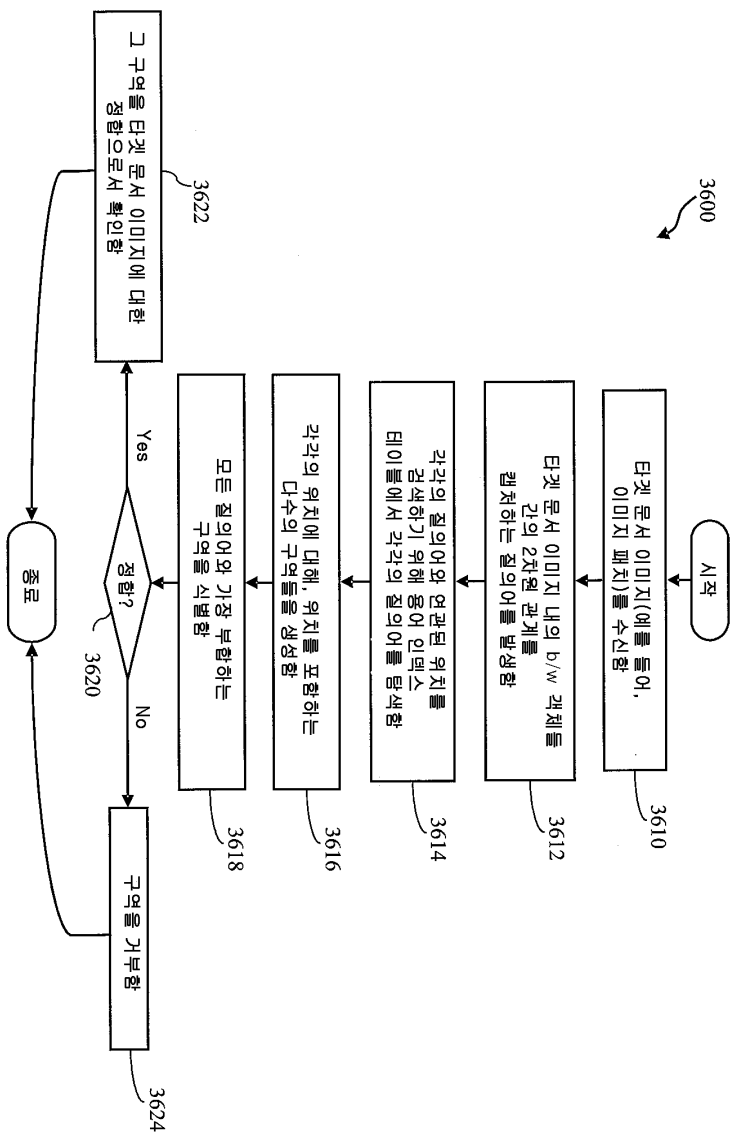 3600
시작
타겟 문서 이미지(예를 들어,
이미지 패치)를 수신함
3610
타겟 문서 이미지 내의 b/w 객체들
간의 2차원 관계를
캡처하는 질의어를 발생함
3612
각각의 질의어와 연관된 위치를
검색하기 위해 용어 인덱스
테이블에서 각각의 질의어를 탐색함
3614
각각의 위치에 대해, 위치를 포함하는
다수의 구역들을 생성함
3616
모든 질의어와 가장 부합하는
구역을 식별함
3618
정합?
3620
Yes
No
그 구역을 타겟 문서 이미지에 대한
정합으로서 확인함
3622
구역을 거부함
3624
종료